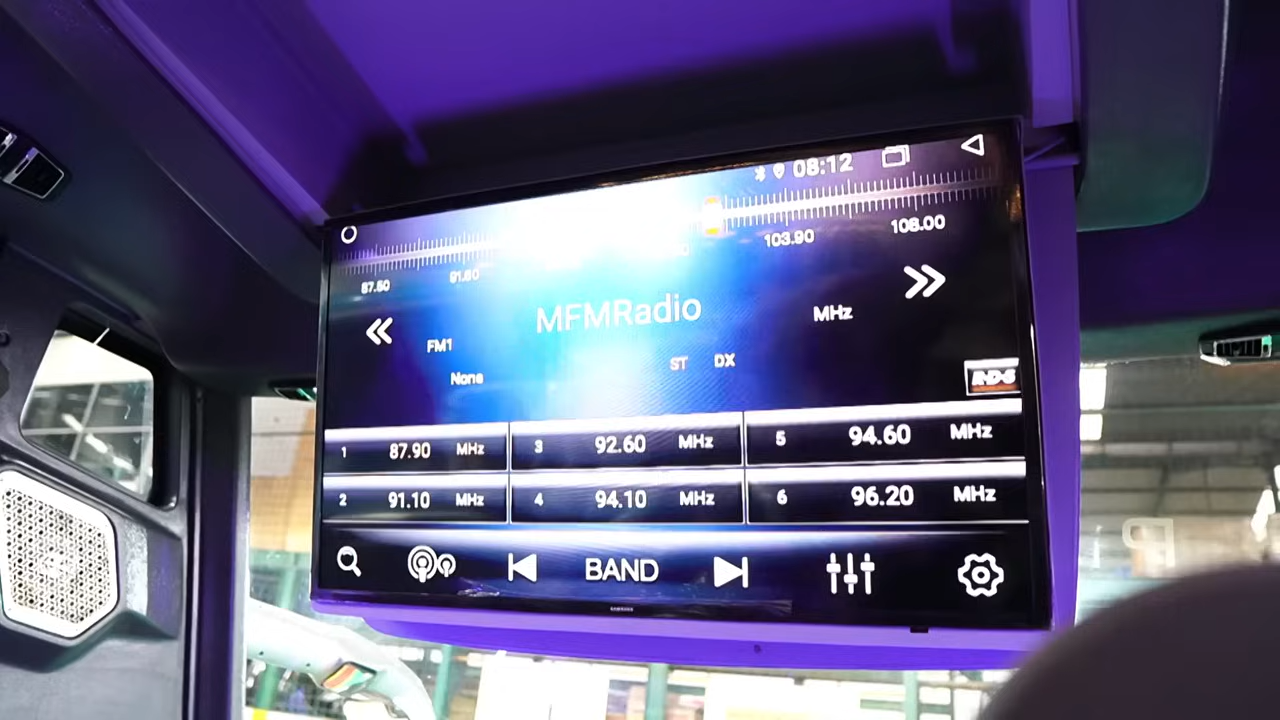 08:12
87.50 91.60 103.90 108.00
MFMRadio MHz
FM1
ST DX
None
R·D·S
1 87.90 MHz 3 92.60 MHz 5 94.60 MHz
2 91.10 MHz 4 94.10 MHz 6 96.20 MHz
BAND
SAMSUNG